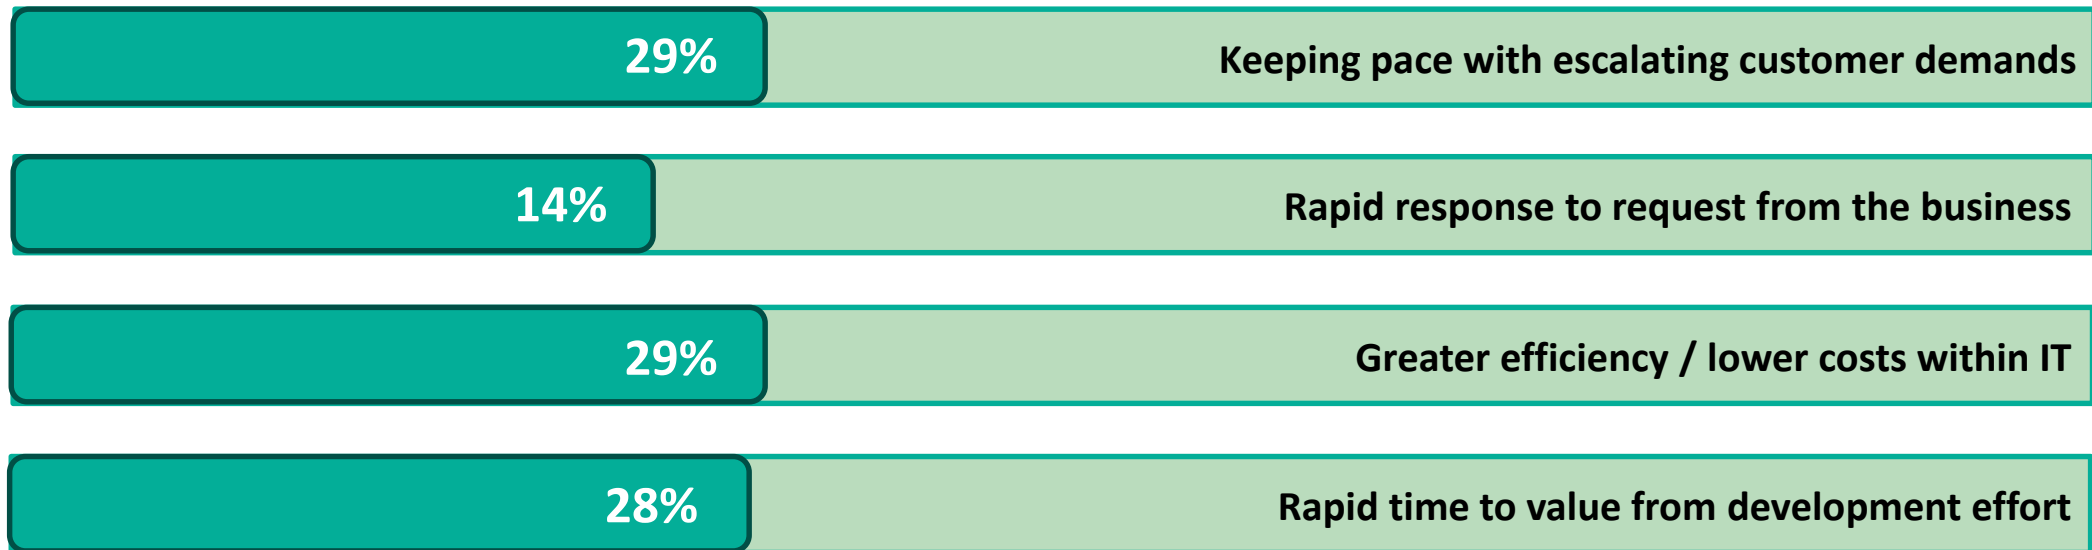 29% Keeping pace with escalating customer demands
14% Rapid response to request from the business
29% Greater efficiency / lower costs within IT
28% Rapid time to value from development effort